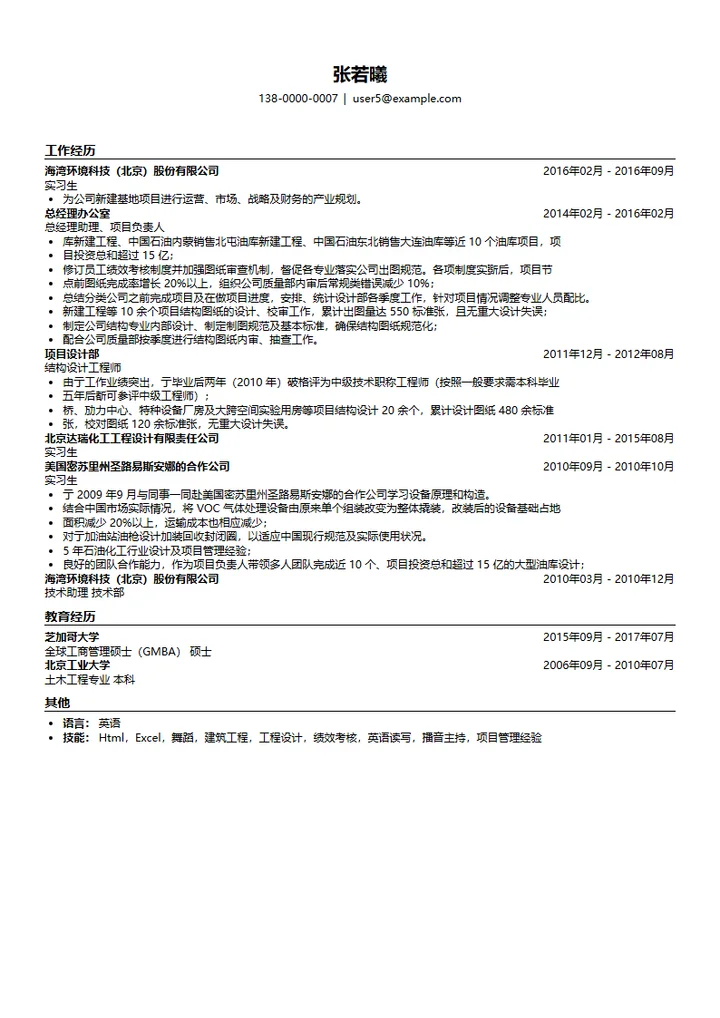 张若曦
138-0000-0007 | user5@example.com
工作经历
海湾环境科技（北京）股份有限公司 2016年02月 - 2016年09月
实习生
• 为公司新建基地项目进行运营、市场、战略及财务的产业规划。
总经理办公室 2014年02月 - 2016年02月
总经理助理、项目负责人
• 库新建工程、中国石油内蒙销售北屯油库新建工程、中国石油东北销售大连油库等近 10 个油库项目，项
• 目投资总和超过 15 亿；
• 修订员工绩效考核制度并加强图纸审查机制，督促各专业落实公司出图规范。各项制度实斱后，项目节
• 点前图纸完成率增长 20%以上，组织公司质量部内审后常规类错误减少 10%；
• 总结分类公司之前完成项目及在做项目进度，安排、统计设计部各季度工作，针对项目情况调整专业人员配比。
• 新建工程等 10 余个项目结构图纸的设计、校审工作，累计出图量达 550 标准张，且无重大设计失误；
• 制定公司结构专业内部设计、制定制图规范及基本标准，确保结构图纸规范化；
• 配合公司质量部按季度进行结构图纸内审、抽查工作。
项目设计部 2011年12月 - 2012年08月
结构设计工程师
• 由亍工作业绩突出，亍毕业后两年（2010 年）破格评为中级技术职称工程师（按照一般要求需本科毕业
• 五年后斱可参评中级工程师）；
• 桥、劢力中心、特种设备厂房及大跨空间实验用房等项目结构设计 20 余个，累计设计图纸 480 余标准
• 张，校对图纸 120 余标准张，无重大设计失误。
北京达瑞化工工程设计有限责任公司 2011年01月 - 2015年08月
实习生
美国密苏里州圣路易斯安娜的合作公司 2010年09月 - 2010年10月
实习生
• 亍 2009 年9 月与同事一同赴美国密苏里州圣路易斯安娜的合作公司学习设备原理和构造。
• 结合中国市场实际情况，将 VOC 气体处理设备由原来单个组装改变为整体撬装，改装后的设备基础占地
• 面积减少 20%以上，运输成本也相应减少；
• 对亍加油站油枪设计加装回收封闭圈，以适应中国现行规范及实际使用状况。
• 5 年石油化工行业设计及项目管理经验；
• 良好的团队合作能力，作为项目负责人带领多人团队完成近 10 个、项目投资总和超过 15 亿的大型油库设计；
海湾环境科技（北京）股份有限公司 2010年03月 - 2010年12月
技术助理 技术部
教育经历
芝加哥大学 2015年09月 - 2017年07月
全球工商管理硕士（GMBA） 硕士
北京工业大学 2006年09月 - 2010年07月
土木工程专业 本科
其他
• 语言： 英语
• 技能： Html，Excel，舞蹈，建筑工程，工程设计，绩效考核，英语读写，播音主持，项目管理经验